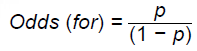 Odds (for) = p / (1 − p)